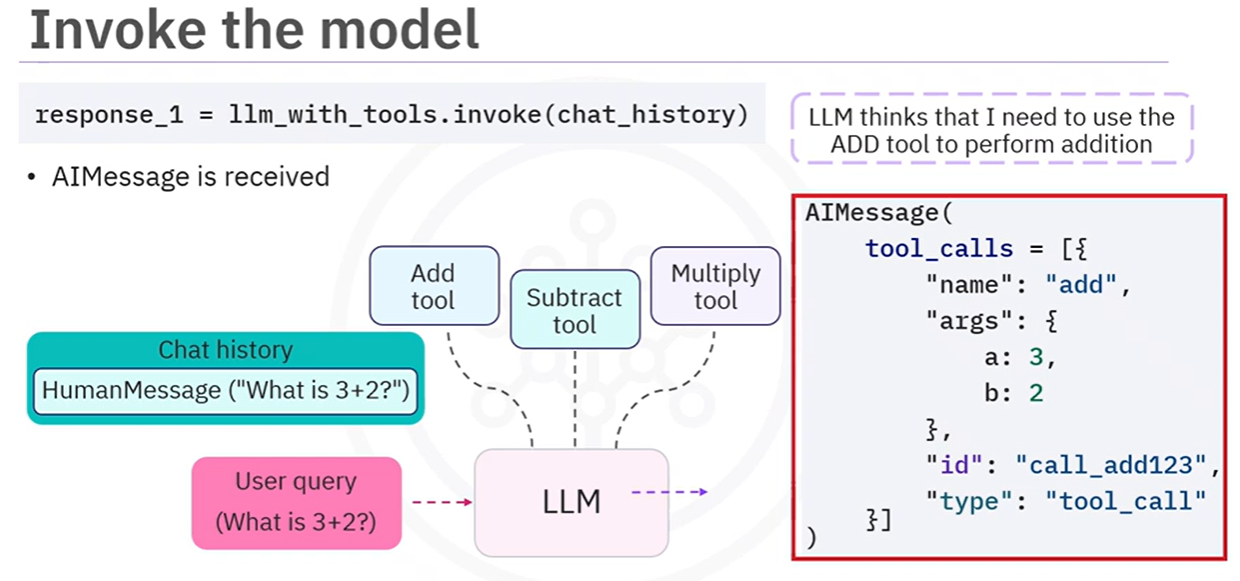 Invoke the model
response_1 = llm_with_tools.invoke(chat_history)
• AIMessage is received
LLM thinks that I need to use the
ADD tool to perform addition
Add
tool
Subtract
tool
Multiply
tool
Chat history
HumanMessage ("What is 3+2?")
User query
(What is 3+2?)
LLM
AIMessage(
    tool_calls = [{
        "name": "add",
        "args": {
            a: 3,
            b: 2
        },
        "id": "call_add123",
        "type": "tool_call"
    }]
)